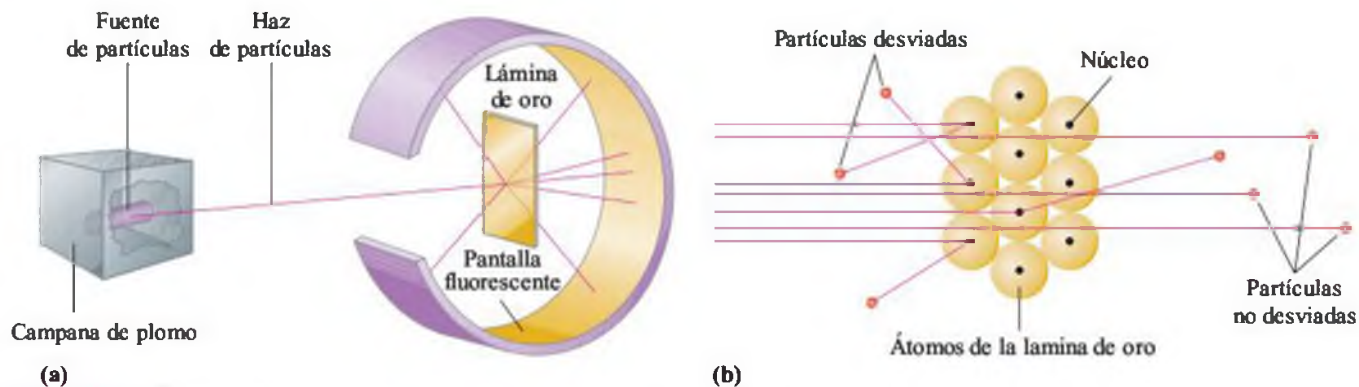 Fuente
de partículas
Haz
de partículas
Lámina
de oro
Pantalla
fluorescente
Campana de plomo
(a)
Partículas desviadas
Núcleo
Partículas
no desviadas
Átomos de la lamina de oro
(b)